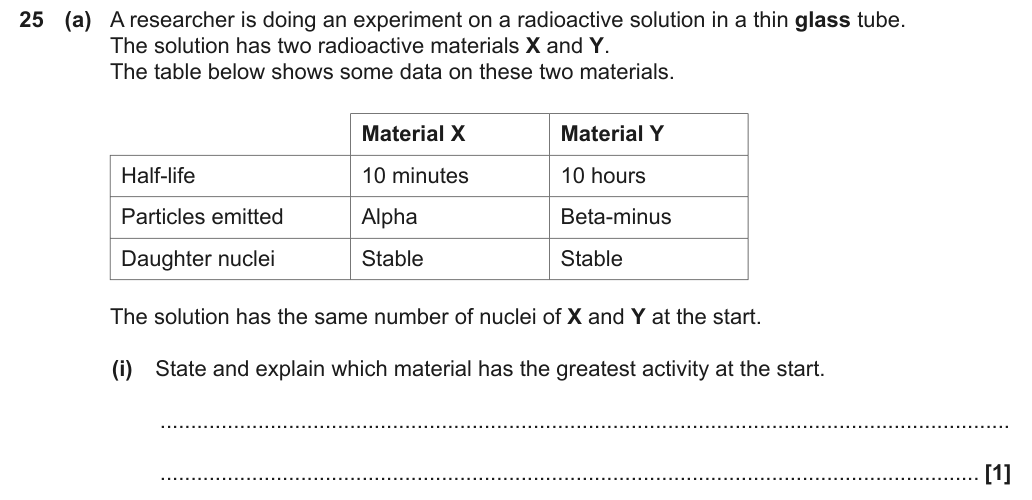 25 (a) A researcher is doing an experiment on a radioactive solution in a thin glass tube.
The solution has two radioactive materials X and Y.
The table below shows some data on these two materials.
Material X Material Y
Half-life 10 minutes 10 hours
Particles emitted Alpha Beta-minus
Daughter nuclei Stable Stable
The solution has the same number of nuclei of X and Y at the start.
(i) State and explain which material has the greatest activity at the start.
[1]